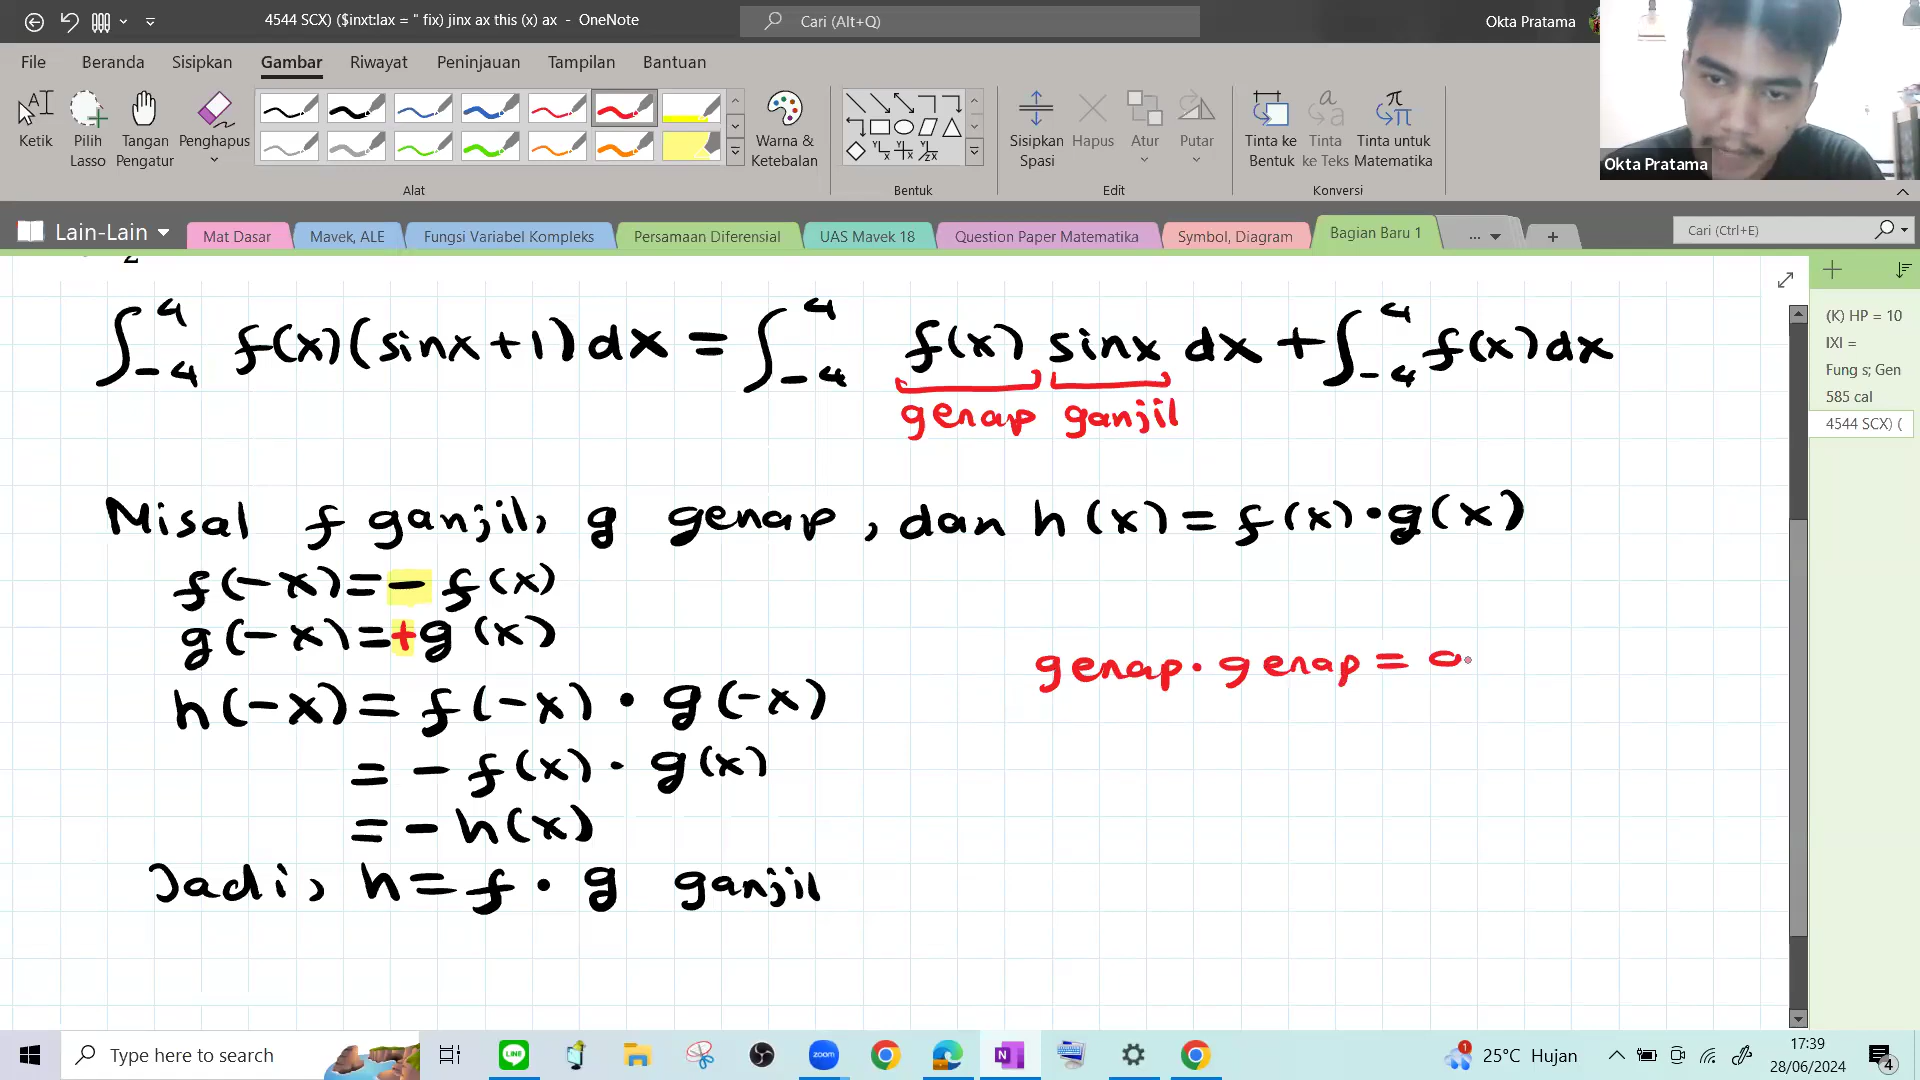 4544 SCX) ($inxt:lax = " fix) jinx ax this (x) ax - OneNote
Cari (Alt+Q)
Okta Pratama
File Beranda Sisipkan Gambar Riwayat Peninjauan Tampilan Bantuan
Ketik
Pilih Lasso
Tangan Pengatur
Penghapus
Warna & Ketebalan
Sisipkan Spasi
Hapus
Atur
Putar
Tinta ke Bentuk
Tinta ke Teks
Tinta untuk Matematika
Okta Pratama
Alat
Bentuk
Edit
Konversi
Lain-Lain
Mat Dasar
Mavek, ALE
Fungsi Variabel Kompleks
Persamaan Diferensial
UAS Mavek 18
Question Paper Matematika
Symbol, Diagram
Bagian Baru 1
...
Cari (Ctrl+E)
(K) HP = 10
IXI =
Fung s; Gen
585 cal
4544 SCX) (
2
∫_{-4}^{4} f(x)(sinx+1)dx = ∫_{-4}^{4} f(x) sinx dx + ∫_{-4}^{4} f(x)dx
genap ganjil
Misal f ganjil, g genap, dan h(x) = f(x)·g(x)
f(-x) = - f(x)
g(-x) = +g(x)
genap · genap =
h(-x) = f(-x) · g(-x)
= - f(x) · g(x)
= - h(x)
Jadi, h = f · g ganjil
Type here to search
LINE
zoom
N
1
25°C Hujan
17:39
28/06/2024
4